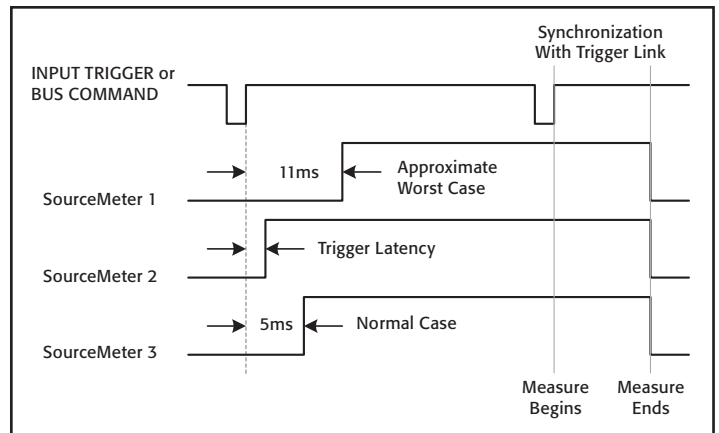 Synchronization
With Trigger Link
INPUT TRIGGER or
BUS COMMAND
11ms
Approximate
Worst Case
SourceMeter 1
Trigger Latency
SourceMeter 2
5ms
Normal Case
SourceMeter 3
Measure
Begins
Measure
Ends